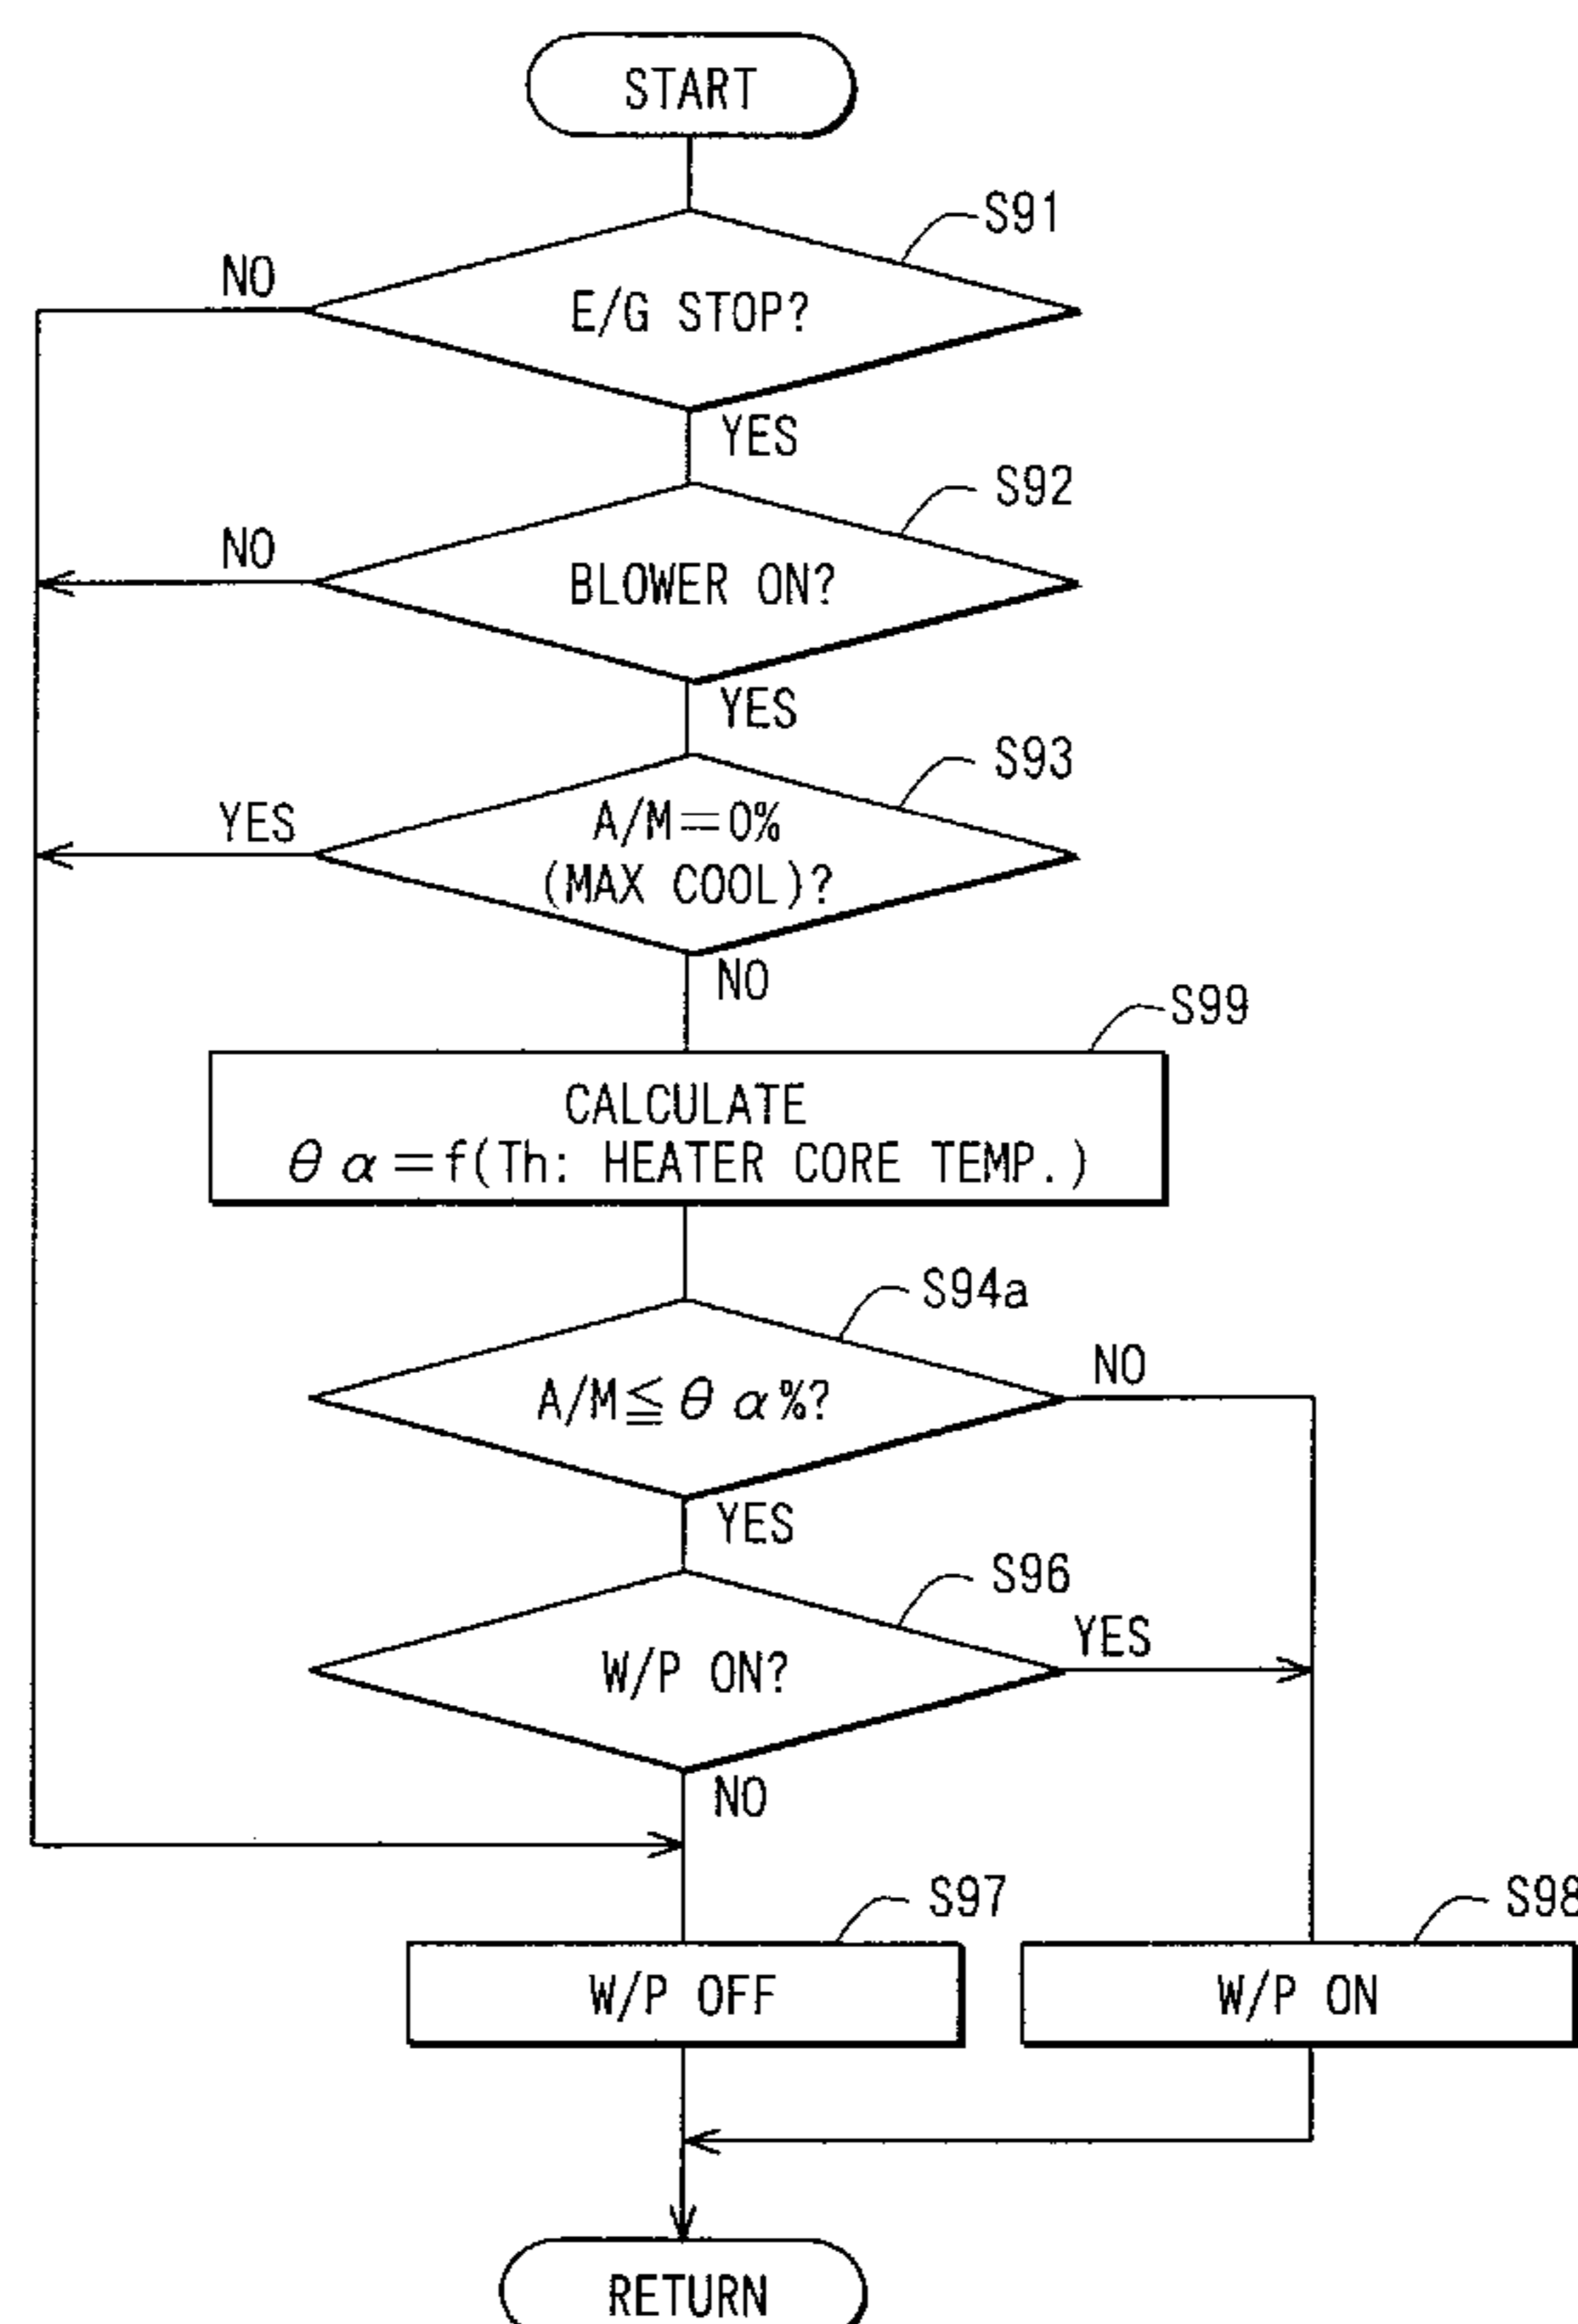 START
S91
NO
E/G STOP?
YES
S92
NO
BLOWER ON?
YES
S93
YES
A/M=0%
(MAX COOL)?
NO
S99
CALCULATE
θα=f(Th: HEATER CORE TEMP.)
S94a
NO
A/M≦θα%?
YES
S96
YES
W/P ON?
NO
S97
S98
W/P OFF
W/P ON
RETURN